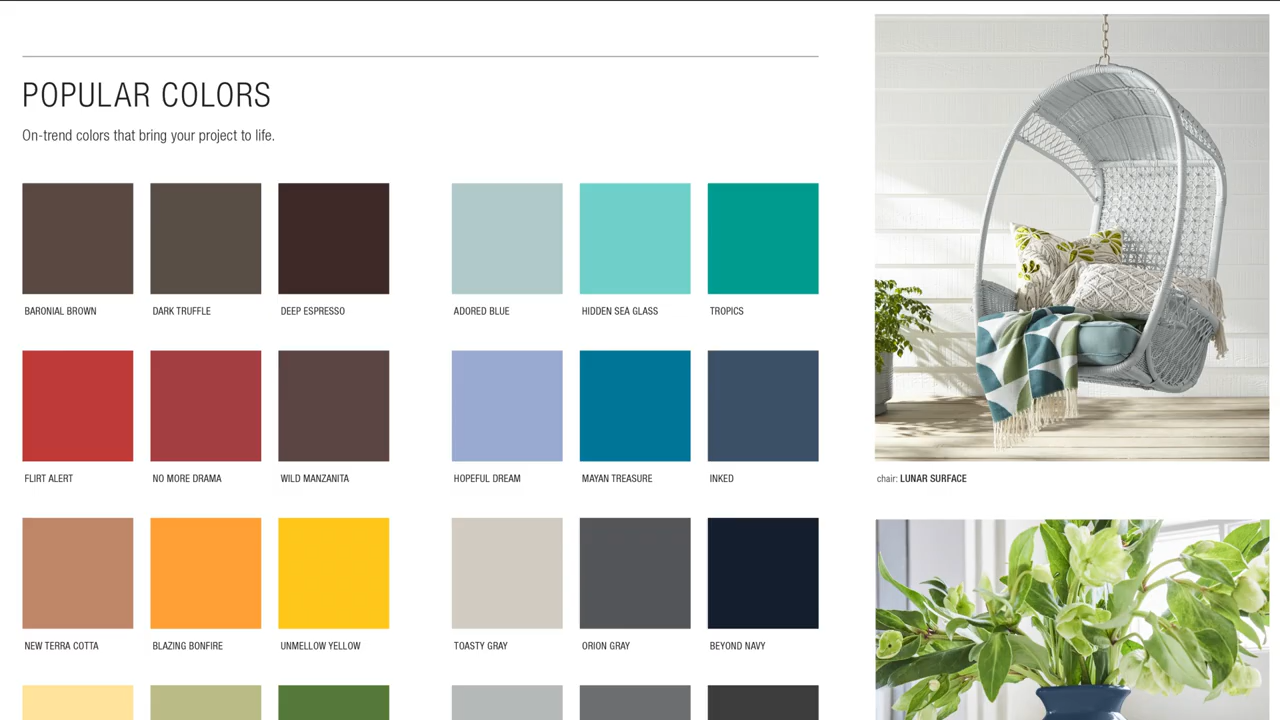 POPULAR COLORS
On-trend colors that bring your project to life.
BARONIAL BROWN
DARK TRUFFLE
DEEP ESPRESSO
ADORED BLUE
HIDDEN SEA GLASS
TROPICS
FLIRT ALERT
NO MORE DRAMA
WILD MANZANITA
HOPEFUL DREAM
MAYAN TREASURE
INKED
chair: LUNAR SURFACE
NEW TERRA COTTA
BLAZING BONFIRE
UNMELLOW YELLOW
TOASTY GRAY
ORION GRAY
BEYOND NAVY